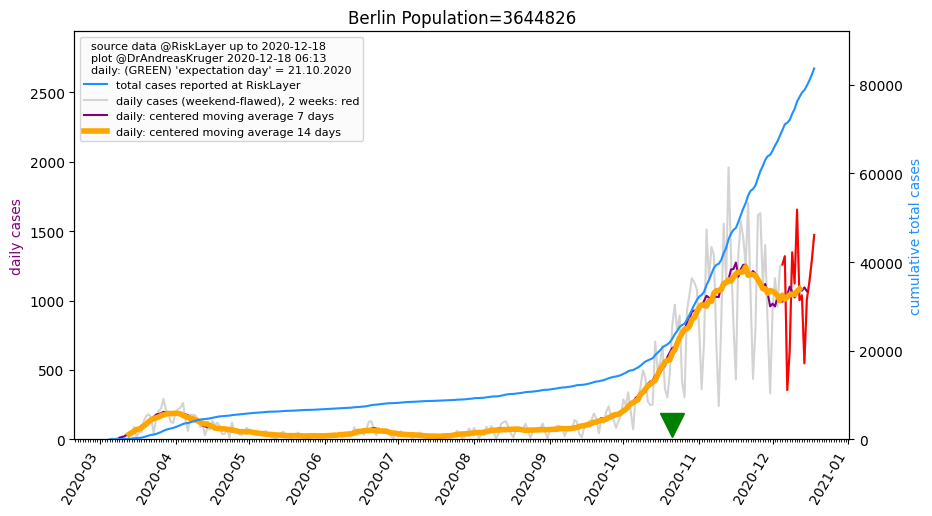 Berlin Population=3644826
source data @RiskLayer up to 2020-12-18
plot @DrAndreasKruger 2020-12-18 06:13
daily: (GREEN) 'expectation day' = 21.10.2020
total cases reported at RiskLayer
daily cases (weekend-flawed), 2 weeks: red
daily: centered moving average 7 days
daily: centered moving average 14 days
daily cases
2500
2000
1500
1000
500
0
80000
60000
40000
20000
0
cumulative total cases
2020-03
2020-04
2020-05
2020-06
2020-07
2020-08
2020-09
2020-10
2020-11
2020-12
2021-01